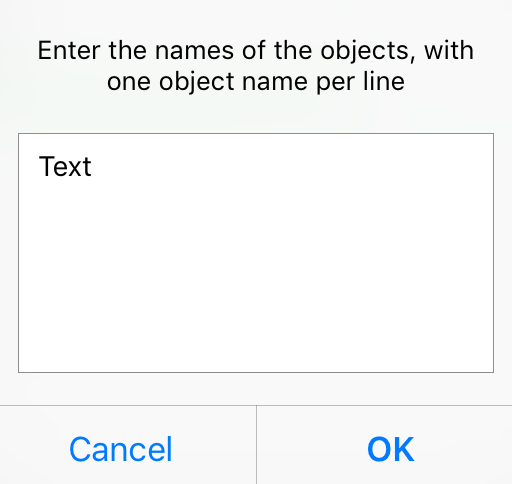 Enter the names of the objects, with
one object name per line
Text
Cancel
OK